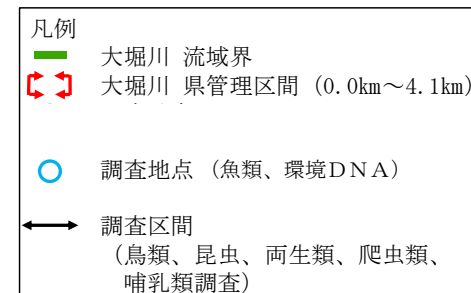 凡例
大堀川 流域界
大堀川 県管理区間 (0.0km～4.1km)
調査地点 (魚類、環境DNA)
調査区間
(鳥類、昆虫、両生類、爬虫類、
哺乳類調査)